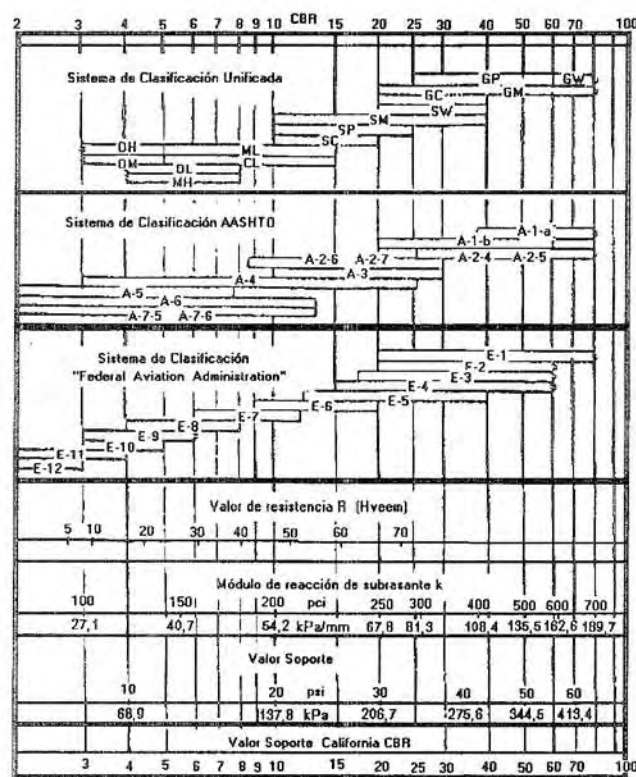 CBR
2 3 4 5 6 7 8 9 10 15 20 25 30 40 50 60 70 100
Sistema de Clasificación Unificada
GP GW
GC GM
SW
SM
SP
SC
OH ML
OM CL
OL
MH
Sistema de Clasificación AASHTO
A-1-a
A-1-b
A-2-6 A-2-7 A-2-4 A-2-5
A-3
A-4
A-5
A-6
A-7-5 A-7-6
Sistema de Clasificación
"Federal Aviation Administration"
E-1
E-2
E-3
E-4
E-5
E-6
E-7
E-8
E-9
E-10
E-11
E-12
Valor de resistencia R (Hveem)
5 10 20 30 40 50 60 70
Módulo de reacción de subrasante k
100 150 200 pci 250 300 400 500 600 700
27,1 40,7 54,2 kPa/mm 67,8 81,3 108,4 135,5 162,6 189,7
Valor Soporte
10 20 psi 30 40 50 60
68,9 137,8 kPa 206,7 275,6 344,5 413,4
Valor Soporte California CBR
3 4 5 6 7 8 9 10 15 20 25 30 40 50 60 70 100